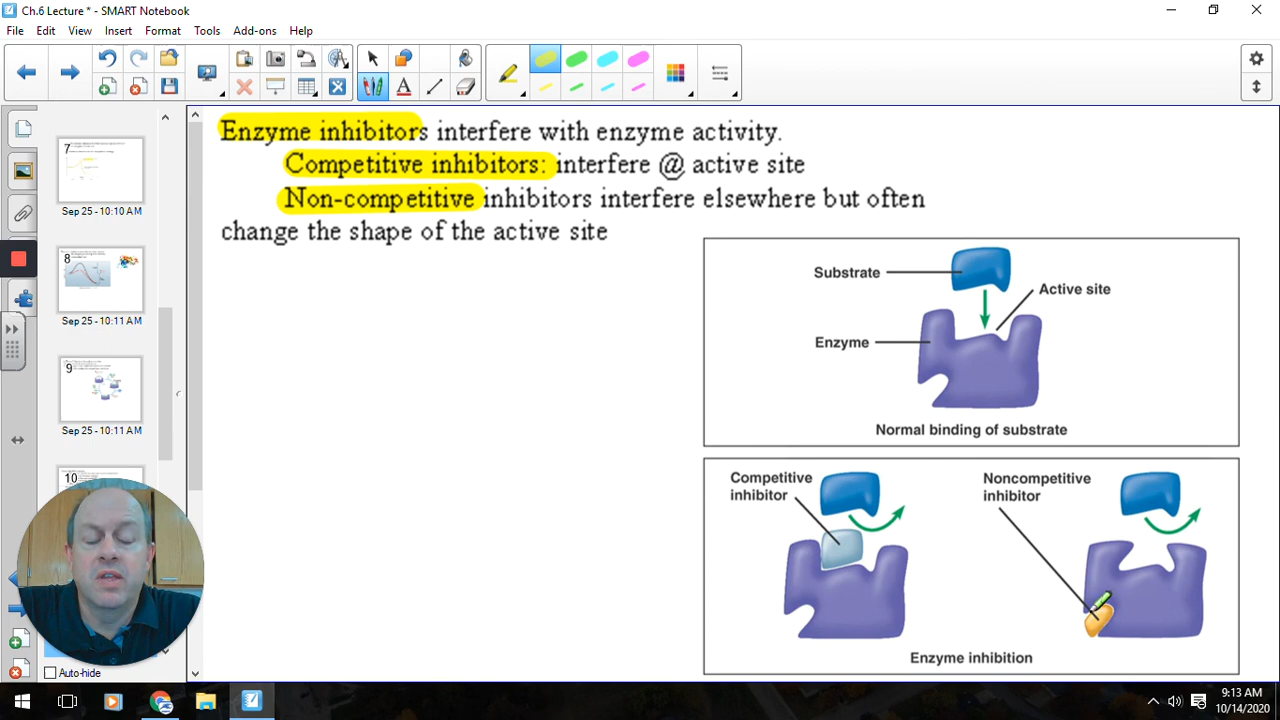 Ch.6 Lecture * - SMART Notebook
File Edit View Insert Format Tools Add-ons Help
Enzyme inhibitors interfere with enzyme activity.
Competitive inhibitors: interfere @ active site
Non-competitive inhibitors interfere elsewhere but often
change the shape of the active site
7
Sep 25 - 10:10 AM
8
Sep 25 - 10:11 AM
9
Sep 25 - 10:11 AM
10
Auto-hide
Substrate
Active site
Enzyme
Normal binding of substrate
Competitive
inhibitor
Noncompetitive
inhibitor
Enzyme inhibition
9:13 AM
10/14/2020